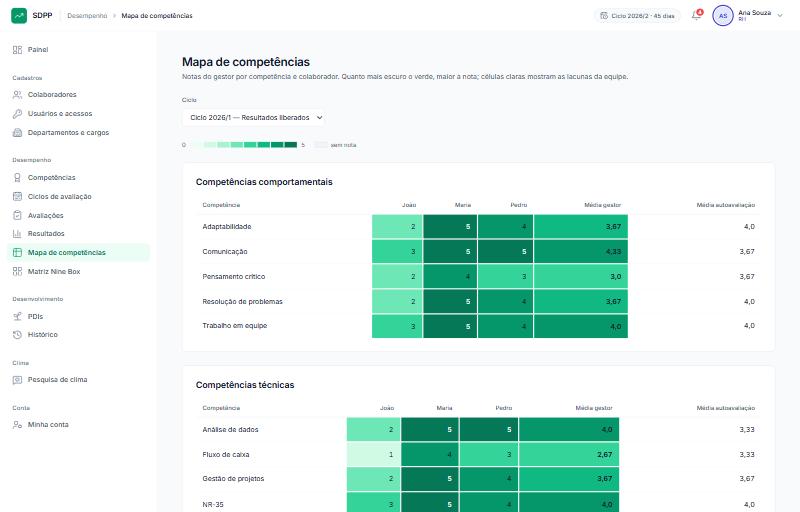 SDPP Desempenho > Mapa de competências Ciclo 2026/2 · 45 dias 4 AS Ana Souza
RH
Painel
Cadastros
Colaboradores
Usuários e acessos
Departamentos e cargos
Desempenho
Competências
Ciclos de avaliação
Avaliações
Resultados
Mapa de competências
Matriz Nine Box
Desenvolvimento
PDIs
Histórico
Clima
Pesquisa de clima
Conta
Minha conta
Mapa de competências
Notas do gestor por competência e colaborador. Quanto mais escuro o verde, maior a nota; células claras mostram as lacunas da equipe.
Ciclo
Ciclo 2026/1 — Resultados liberados
0 5 sem nota
Competências comportamentais
Competência João Maria Pedro Média gestor Média autoavaliação
Adaptabilidade 2 5 4 3,67 4,0
Comunicação 3 5 5 4,33 3,67
Pensamento crítico 2 4 3 3,0 3,67
Resolução de problemas 2 5 4 3,67 4,0
Trabalho em equipe 3 5 4 4,0 4,0
Competências técnicas
Competência João Maria Pedro Média gestor Média autoavaliação
Análise de dados 2 5 5 4,0 3,33
Fluxo de caixa 1 4 3 2,67 3,33
Gestão de projetos 2 5 4 3,67 3,67
NR-35 3 5 4 4,0 4,0